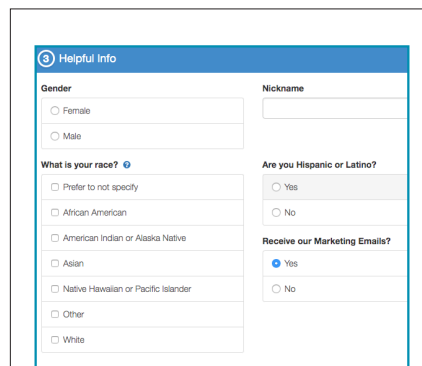 3 Helpful Info
Gender
Female
Male
Nickname
What is your race? ?
Prefer to not specify
African American
American Indian or Alaska Native
Asian
Native Hawaiian or Pacific Islander
Other
White
Are you Hispanic or Latino?
Yes
No
Receive our Marketing Emails?
Yes
No